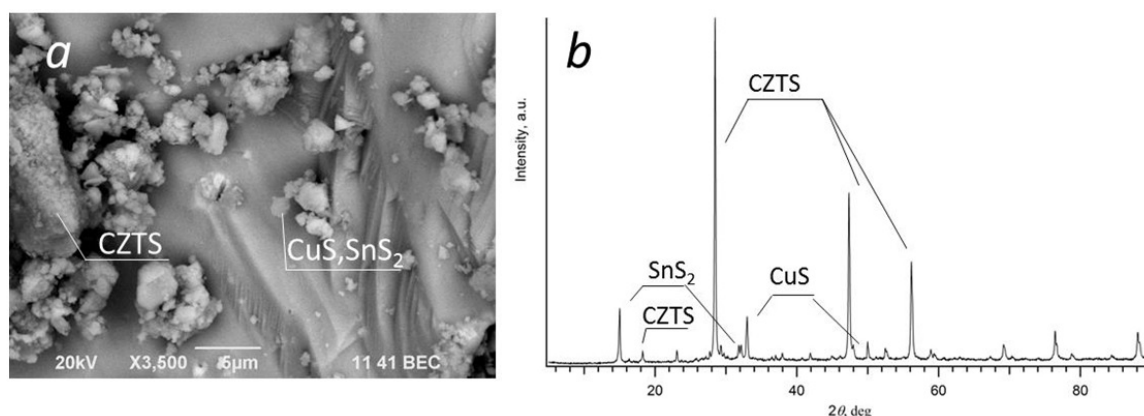 a
CZTS
CuS,SnS₂
20kV X3,500 5µm 11 41 BEC
b
CZTS
SnS₂
CuS
CZTS
Intensity, a.u.
20 40 60 80
2θ, deg